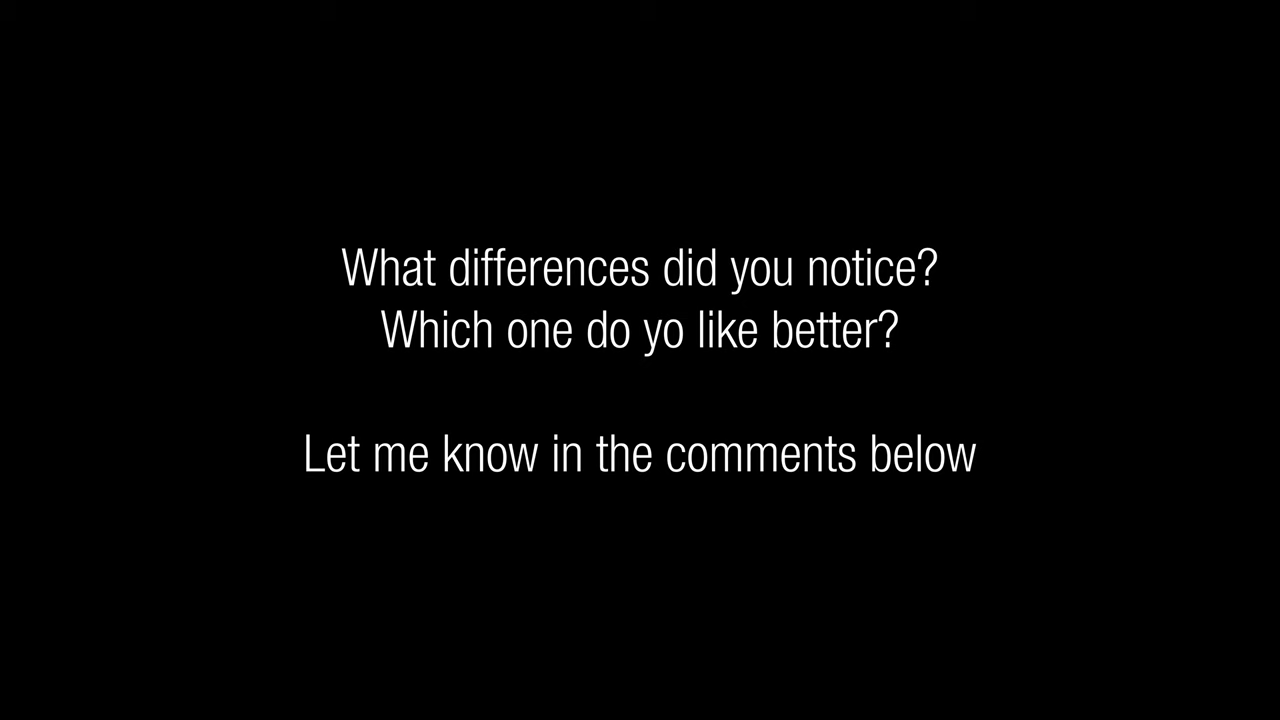 What differences did you notice?
Which one do yo like better?
Let me know in the comments below